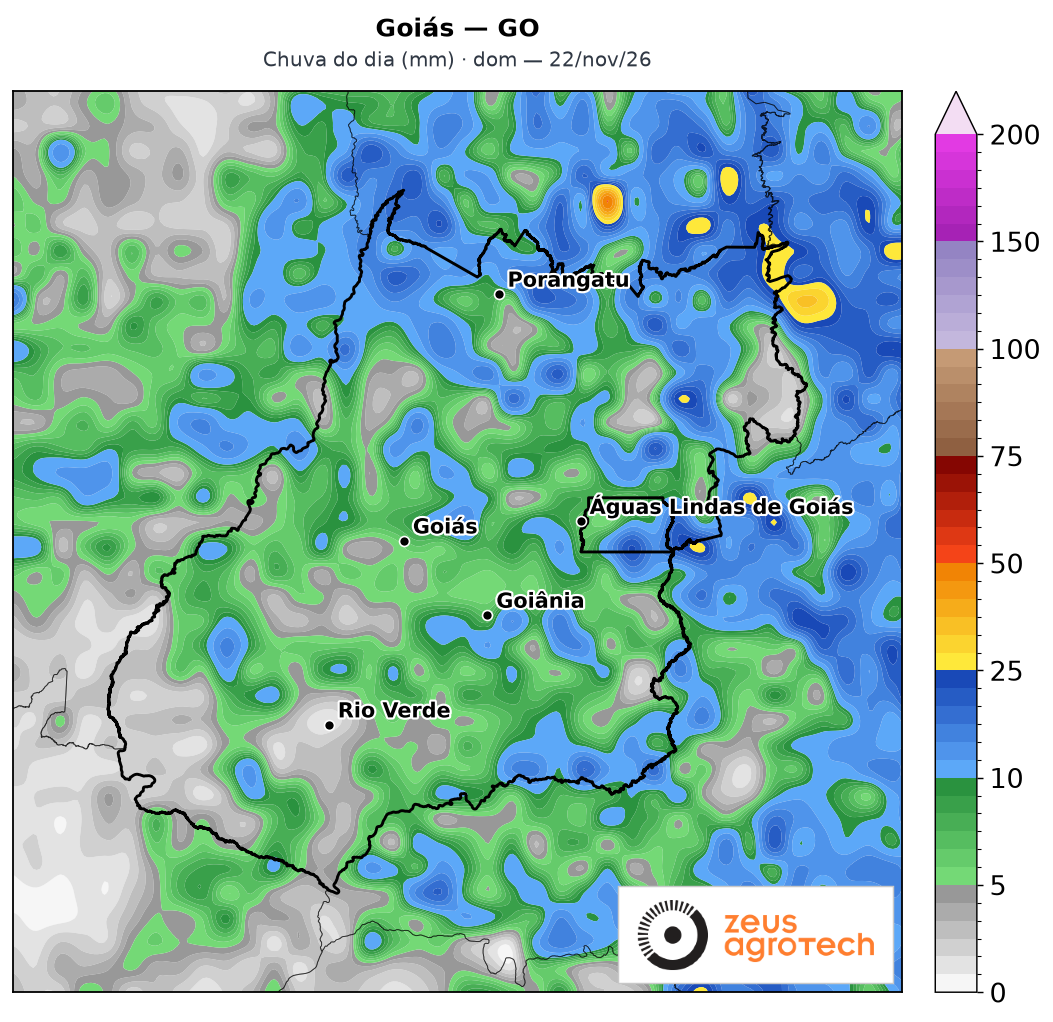 Goiás — GO
Chuva do dia (mm) · dom — 22/nov/26
200
150
100
75
50
25
10
5
0
Porangatu
Águas Lindas de Goiás
Goiás
Goiânia
Rio Verde
zeus
agrotech